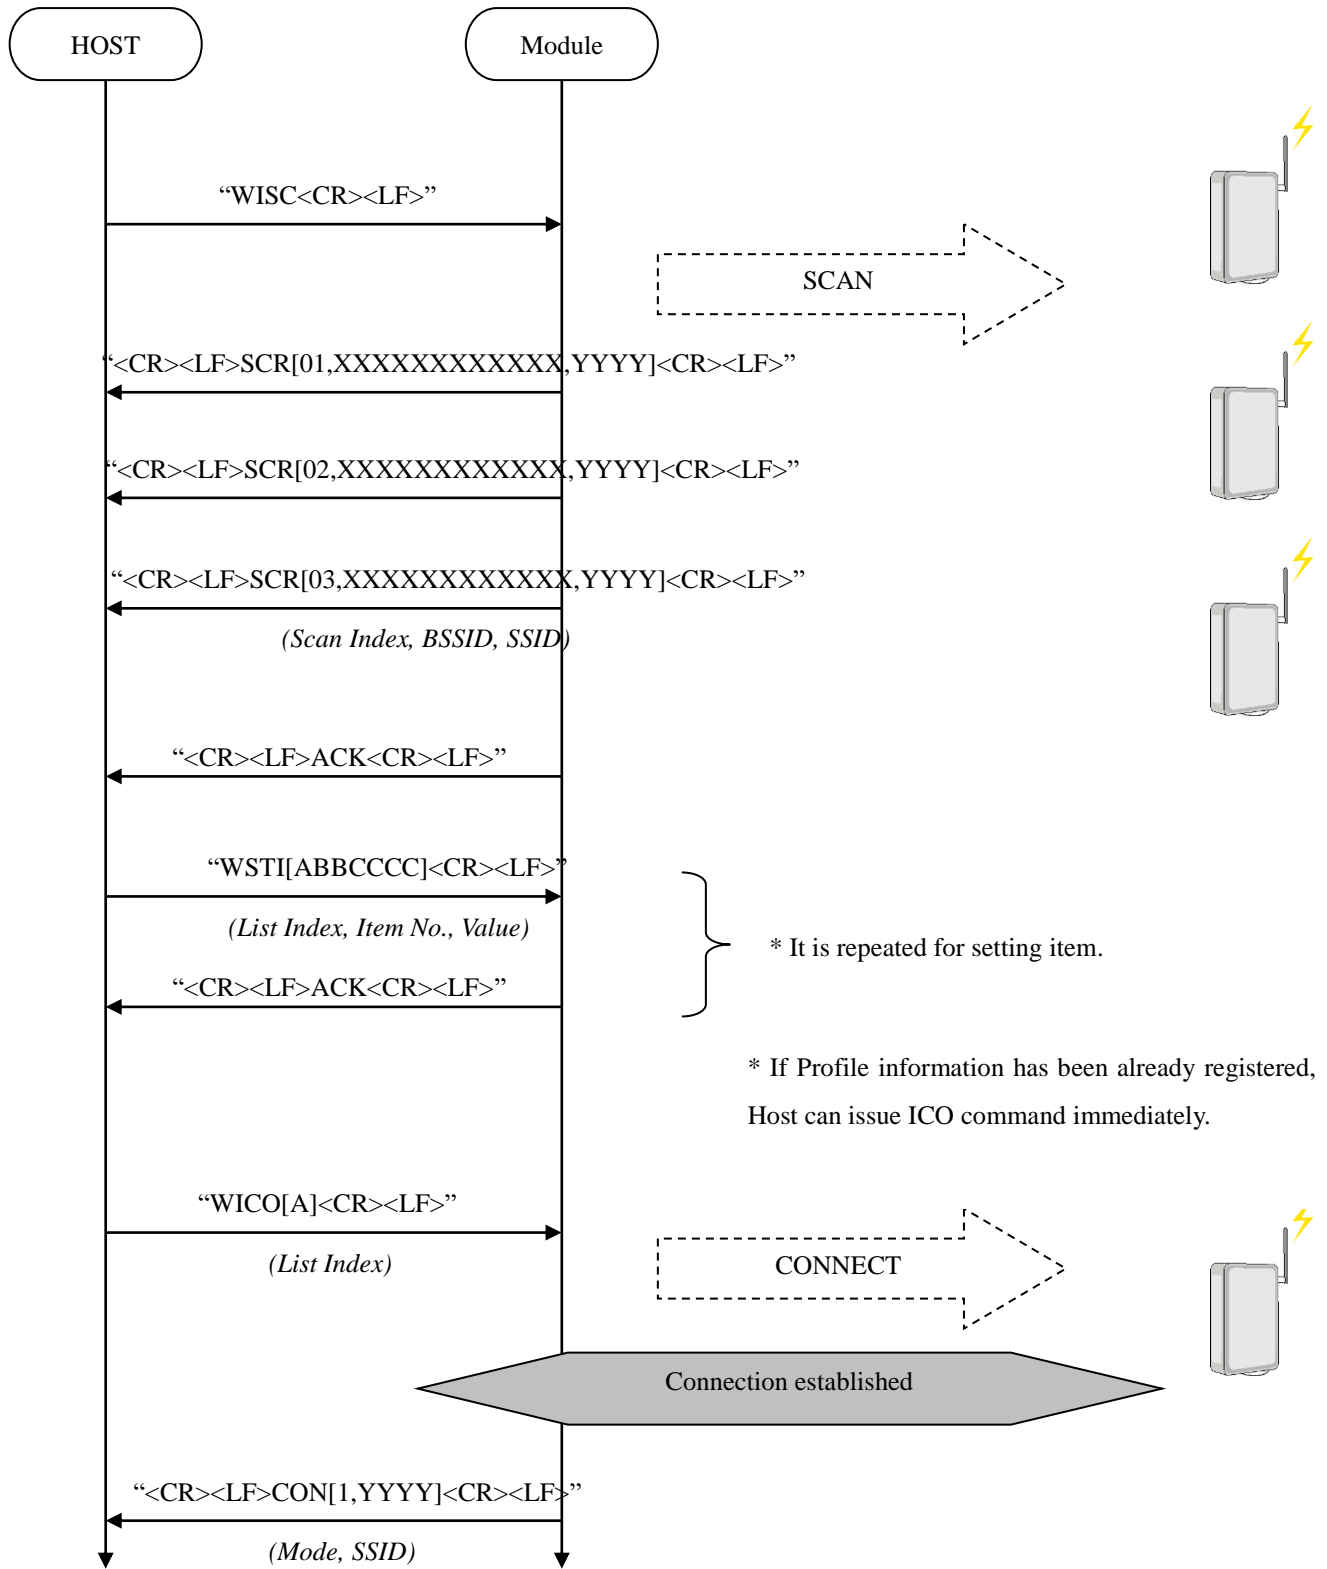 HOST
Module
“WISC<CR><LF>”
SCAN
“<CR><LF>SCR[01,XXXXXXXXXXXX,YYYY]<CR><LF>”
“<CR><LF>SCR[02,XXXXXXXXXXXX,YYYY]<CR><LF>”
“<CR><LF>SCR[03,XXXXXXXXXXXX,YYYY]<CR><LF>”
(Scan Index, BSSID, SSID)
“<CR><LF>ACK<CR><LF>”
“WSTI[ABBCCCC]<CR><LF>”
(List Index, Item No., Value)
* It is repeated for setting item.
“<CR><LF>ACK<CR><LF>”
* If Profile information has been already registered,
Host can issue ICO command immediately.
“WICO[A]<CR><LF>”
(List Index)
CONNECT
Connection established
“<CR><LF>CON[1,YYYY]<CR><LF>”
(Mode, SSID)